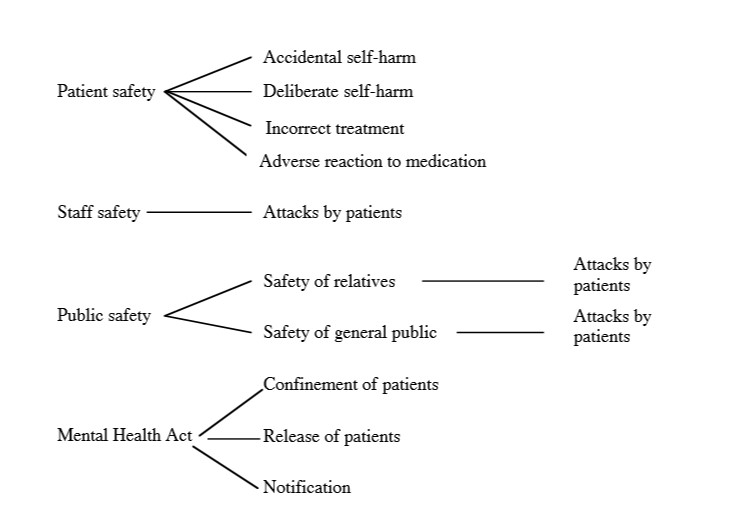 Accidental self-harm
Patient safety
Deliberate self-harm
Incorrect treatment
Adverse reaction to medication
Staff safety
Attacks by patients
Attacks by
patients
Safety of relatives
Public safety
Attacks by
patients
Safety of general public
Confinement of patients
Mental Health Act
Release of patients
Notification